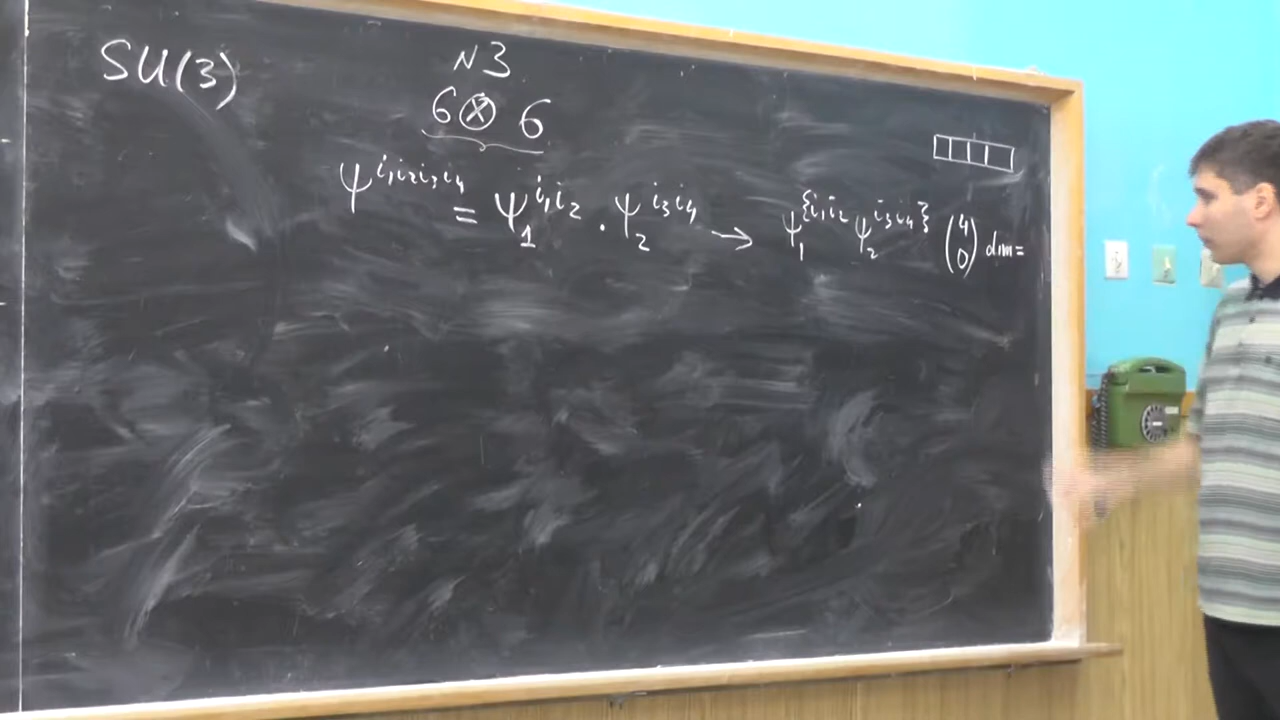 SU(3)
N3
6 ⊗ 6
ψ^{i₁i₂i₃i₄} = ψ₁^{i₁i₂} · ψ₂^{i₃i₄} → ψ₁^{{i₁i₂} ψ₂^{i₃i₄}} (4 0) dim =